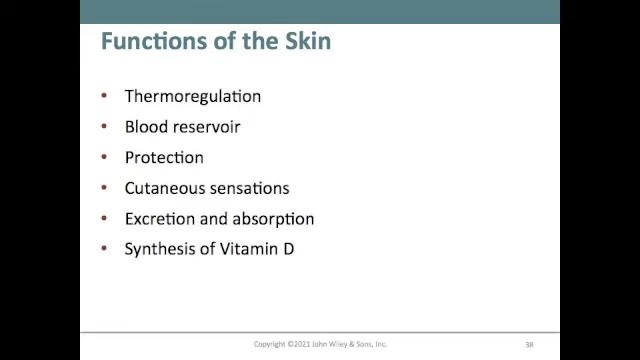 Functions of the Skin
• Thermoregulation
• Blood reservoir
• Protection
• Cutaneous sensations
• Excretion and absorption
• Synthesis of Vitamin D
Copyright ©2021 John Wiley & Sons, Inc.
38